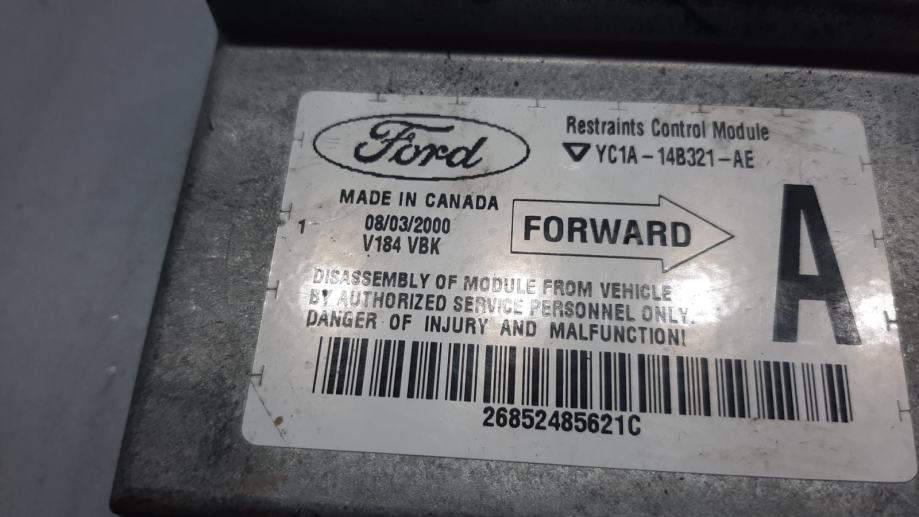 Ford
Restraints Control Module
YC1A-14B321-AE
MADE IN CANADA
1
08/03/2000
V184 VBK
FORWARD
A
DISASSEMBLY OF MODULE FROM VEHICLE
BY AUTHORIZED SERVICE PERSONNEL ONLY.
DANGER OF INJURY AND MALFUNCTION!
26852485621C